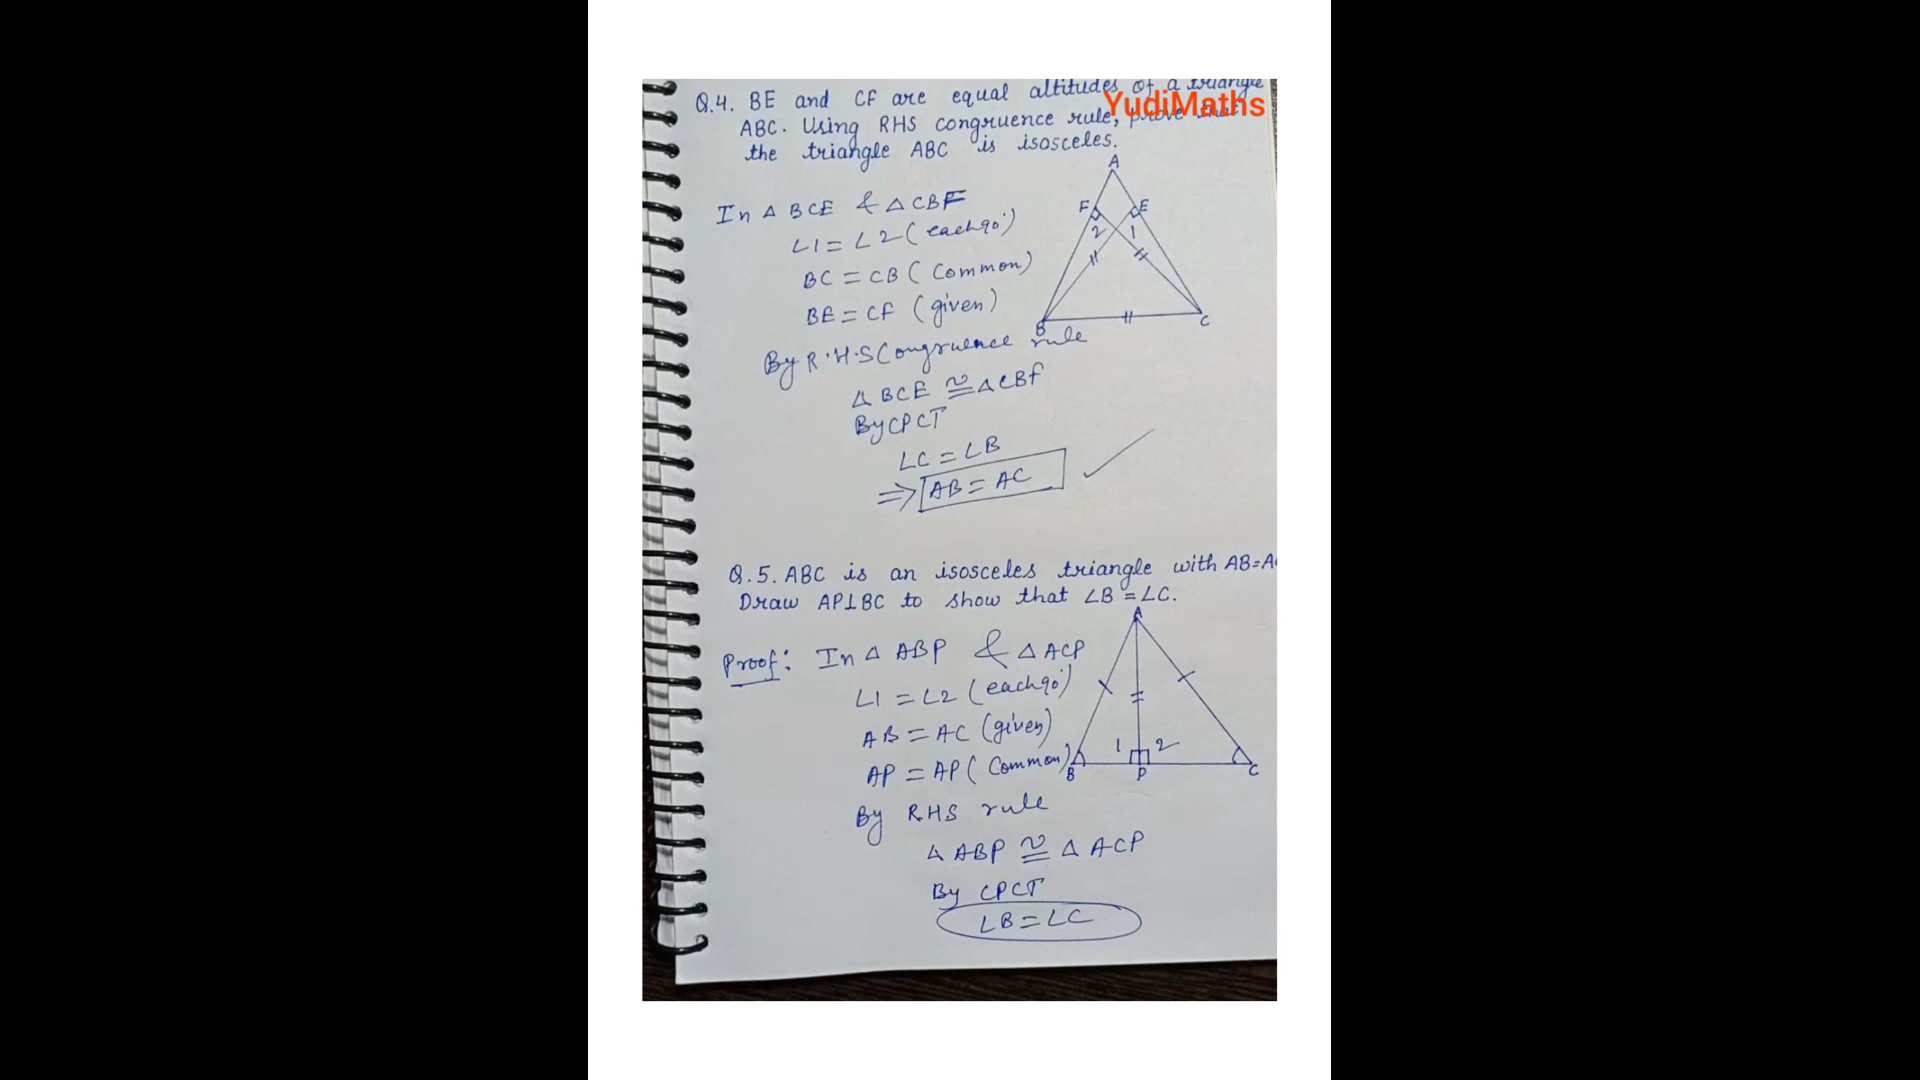 Q.4. BE and CF are equal altitudes of a triangle
YudiMaths
ABC. Using RHS congruence rule, prove that
the triangle ABC is isosceles.
A
F E
2 1
B C
In △ BCE & △ CBF
∠1 = ∠2 (each 90°)
BC = CB (Common)
BE = CF (given)
By R.H.S Congruence rule
△ BCE ≅ △ CBF
By CPCT
∠C = ∠B
⇒ AB = AC
Q.5. ABC is an isosceles triangle with AB=A
Draw AP⊥BC to show that ∠B = ∠C.
A
1 2
B P C
Proof: In △ ABP & △ ACP
∠1 = ∠2 (each 90°)
AB = AC (given)
AP = AP (Common)
By RHS rule
△ ABP ≅ △ ACP
By CPCT
∠B = ∠C